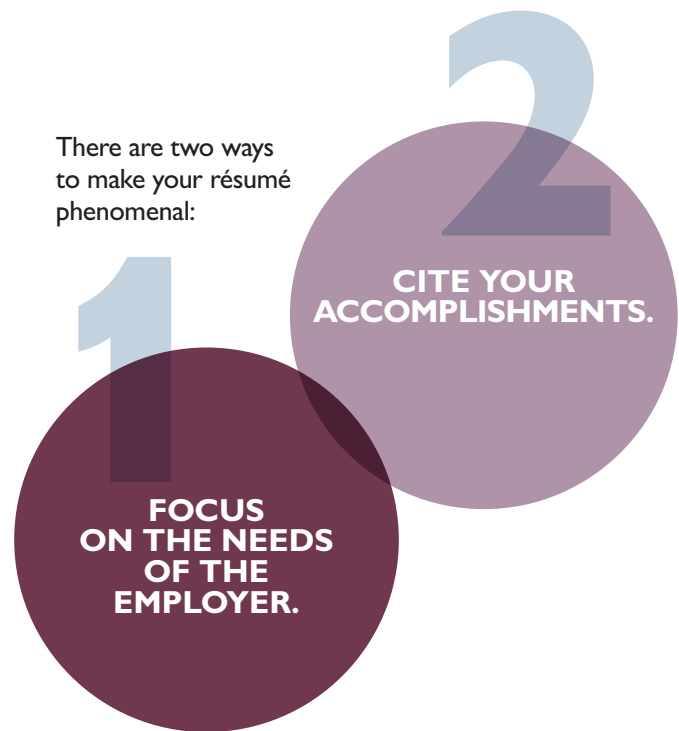 There are two ways
to make your résumé
phenomenal:
1
FOCUS
ON THE NEEDS
OF THE
EMPLOYER.
2
CITE YOUR
ACCOMPLISHMENTS.